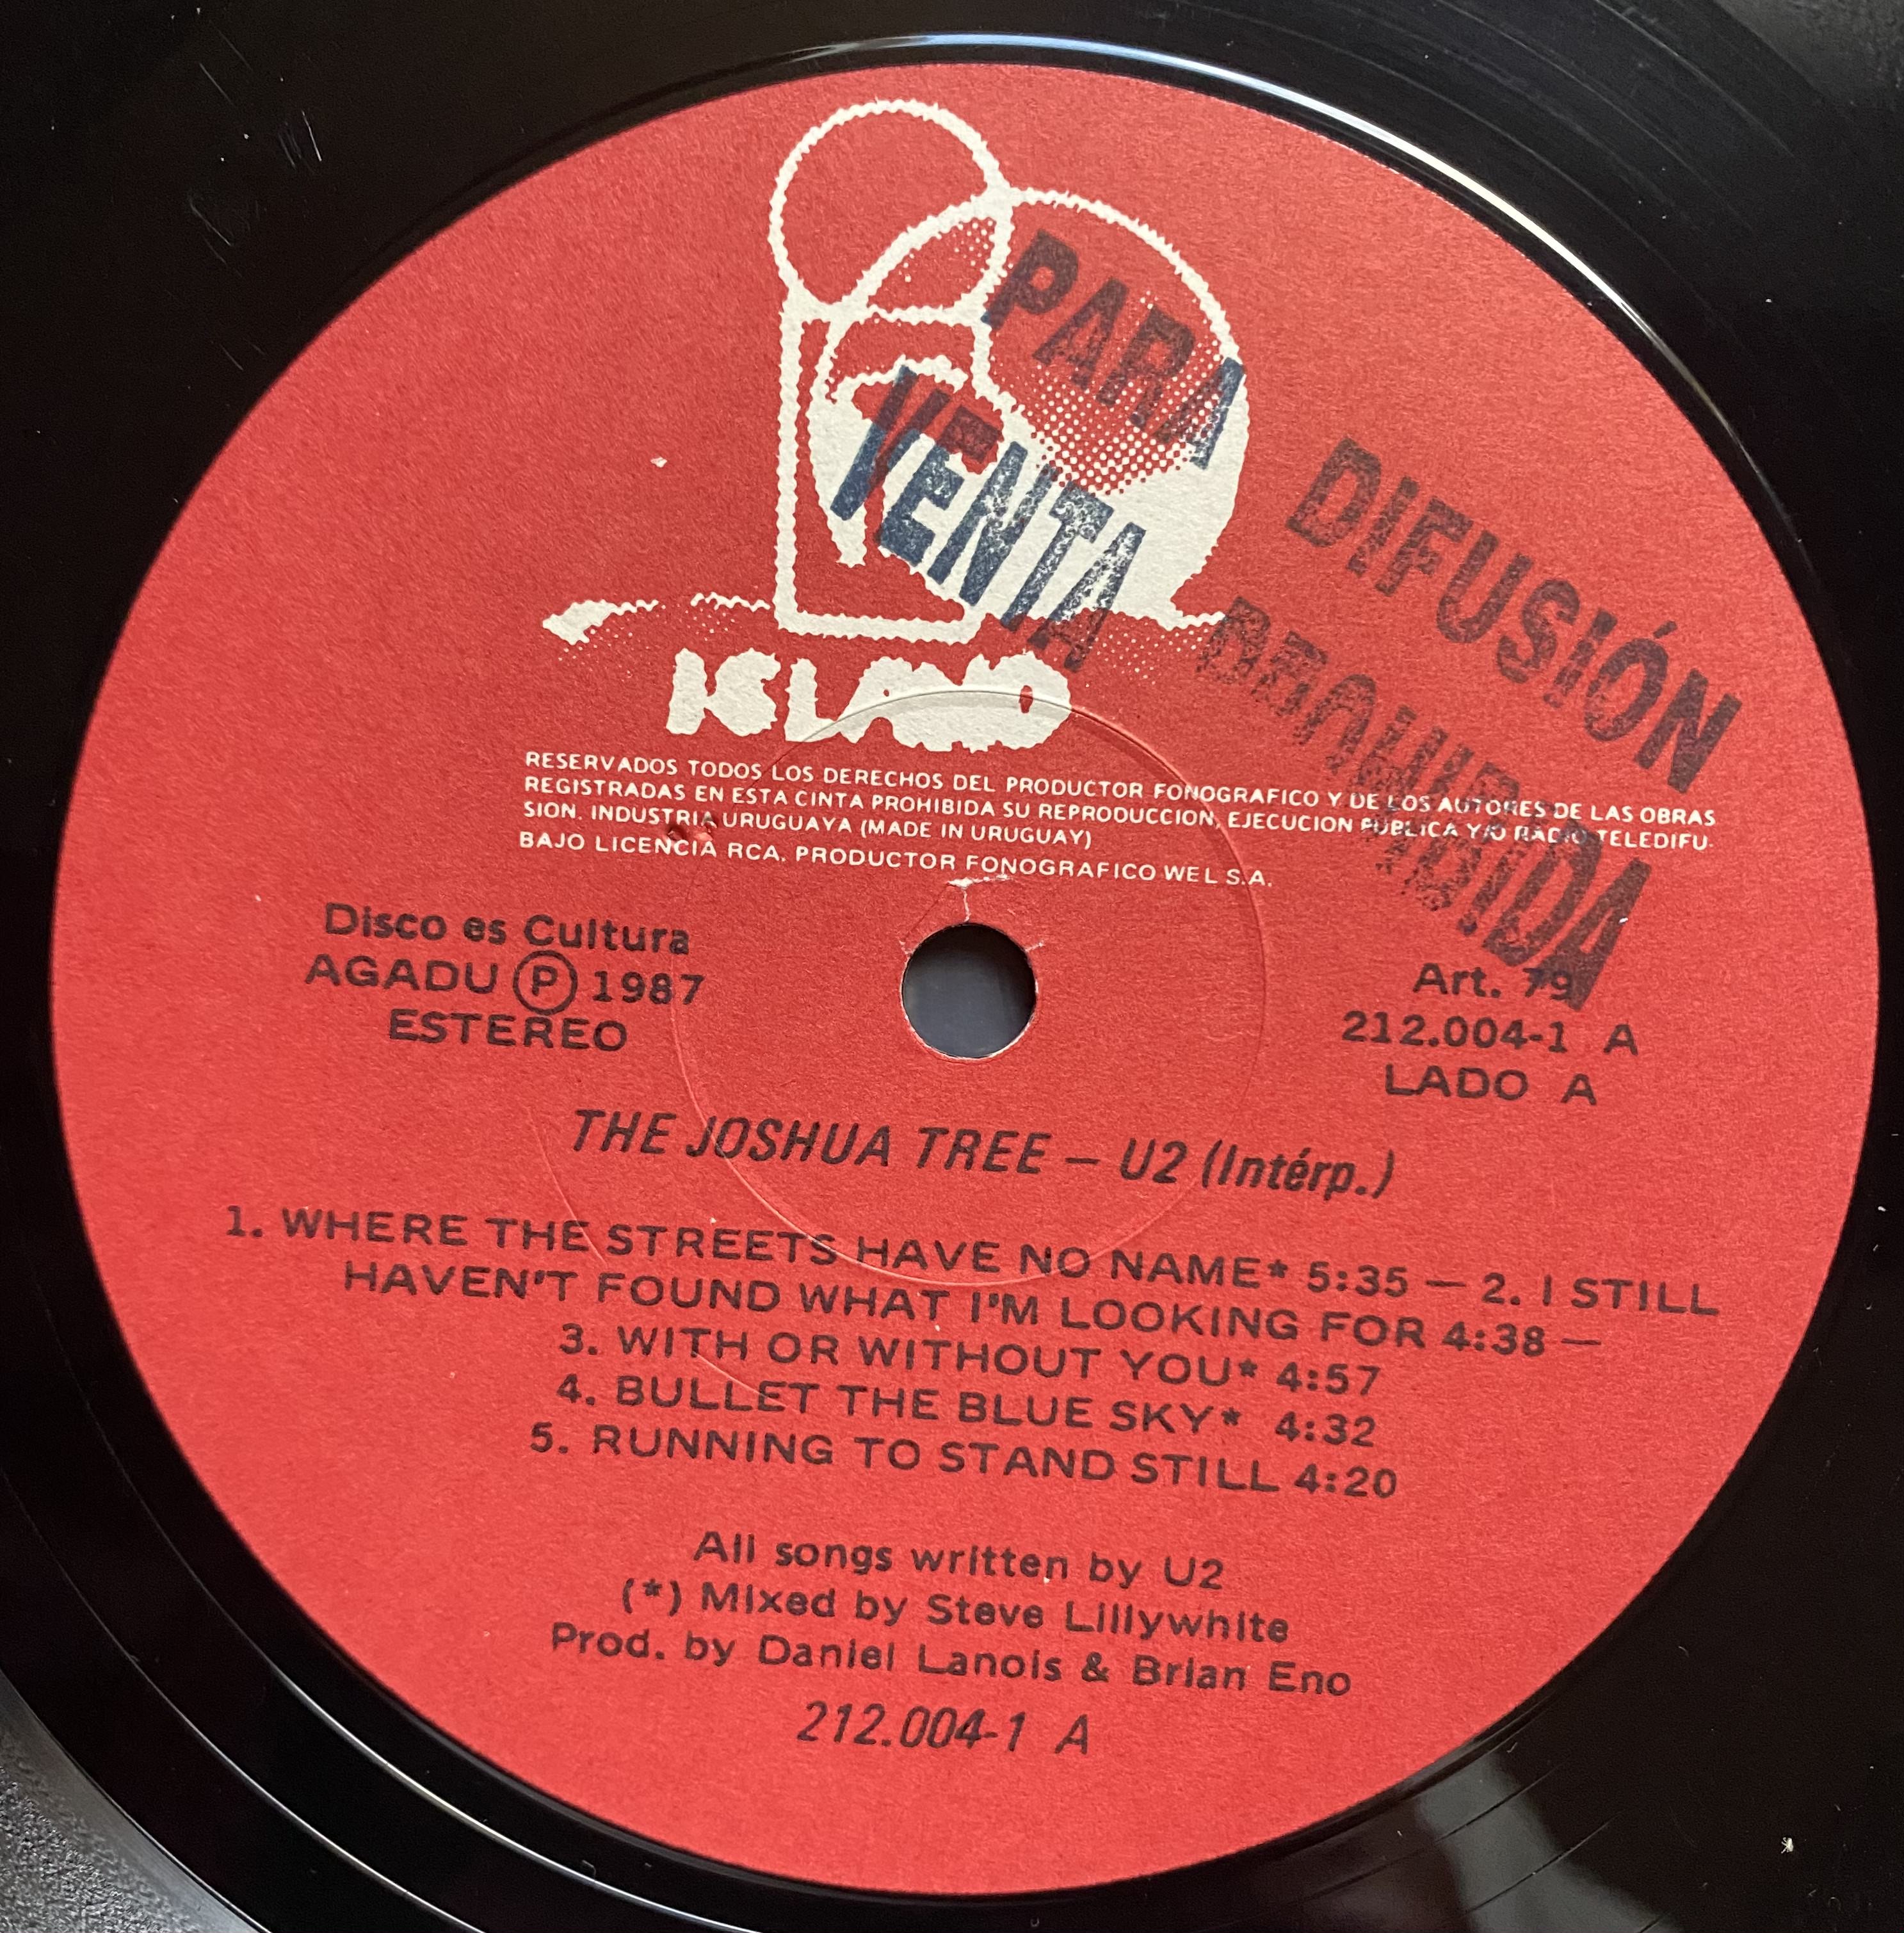 PARA DIFUSIÓN
VENTA PROHIBIDA
ISLAND
RESERVADOS TODOS LOS DERECHOS DEL PRODUCTOR FONOGRAFICO Y DE LOS AUTORES DE LAS OBRAS
REGISTRADAS EN ESTA CINTA PROHIBIDA SU REPRODUCCION, EJECUCION PUBLICA Y/O RADIO TELEDIFU-
SION. INDUSTRIA URUGUAYA (MADE IN URUGUAY)
BAJO LICENCIA RCA. PRODUCTOR FONOGRAFICO WEL S.A.
Disco es Cultura
AGADU Ⓟ 1987
ESTEREO
Art. 79
212.004-1 A
LADO A
THE JOSHUA TREE – U2 (Intérp.)
1. WHERE THE STREETS HAVE NO NAME* 5:35 — 2. I STILL
HAVEN'T FOUND WHAT I'M LOOKING FOR 4:38 —
3. WITH OR WITHOUT YOU* 4:57
4. BULLET THE BLUE SKY* 4:32
5. RUNNING TO STAND STILL 4:20
All songs written by U2
(*) Mixed by Steve Lillywhite
Prod. by Daniel Lanois & Brian Eno
212.004-1 A